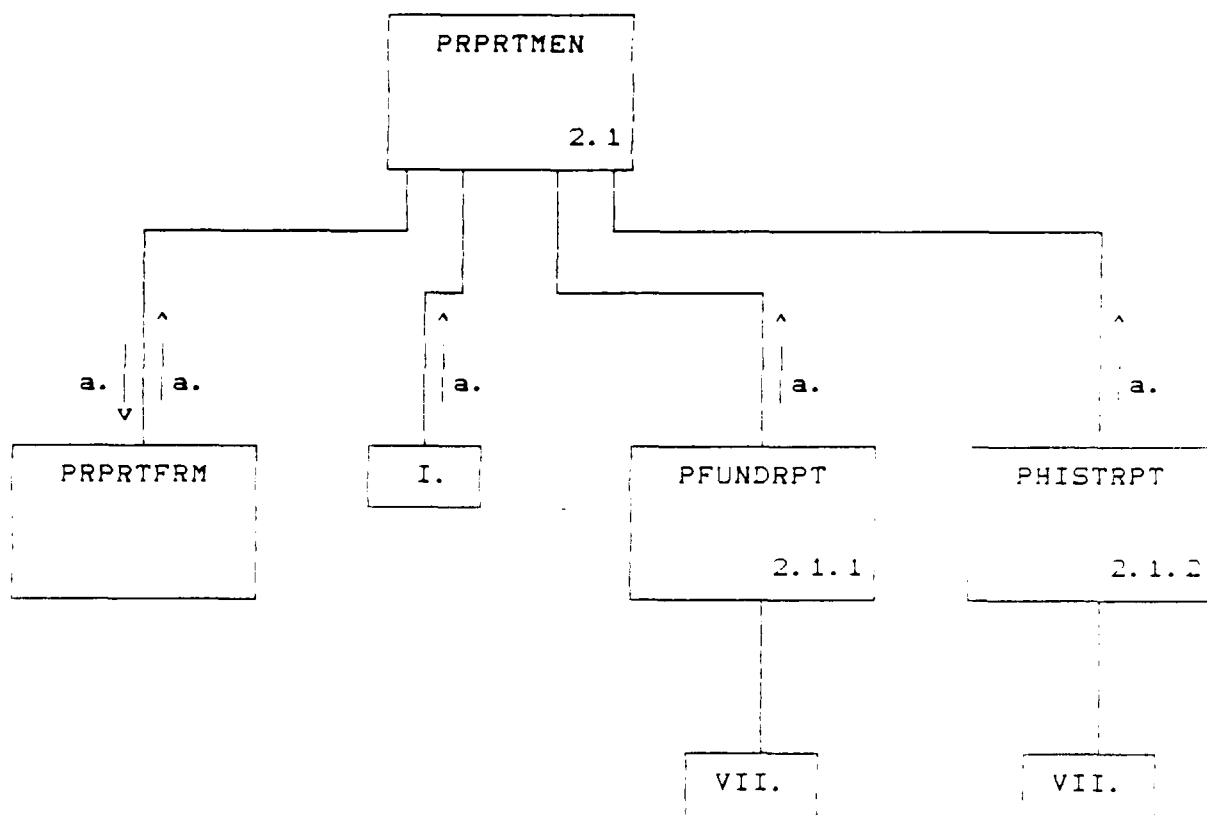 PRPRTMEN
2.1
a. a. a. a. a.
PRPRTFRM I. PFUNDRPT PHISTRPT
2.1.1 2.1.2
VII. VII.